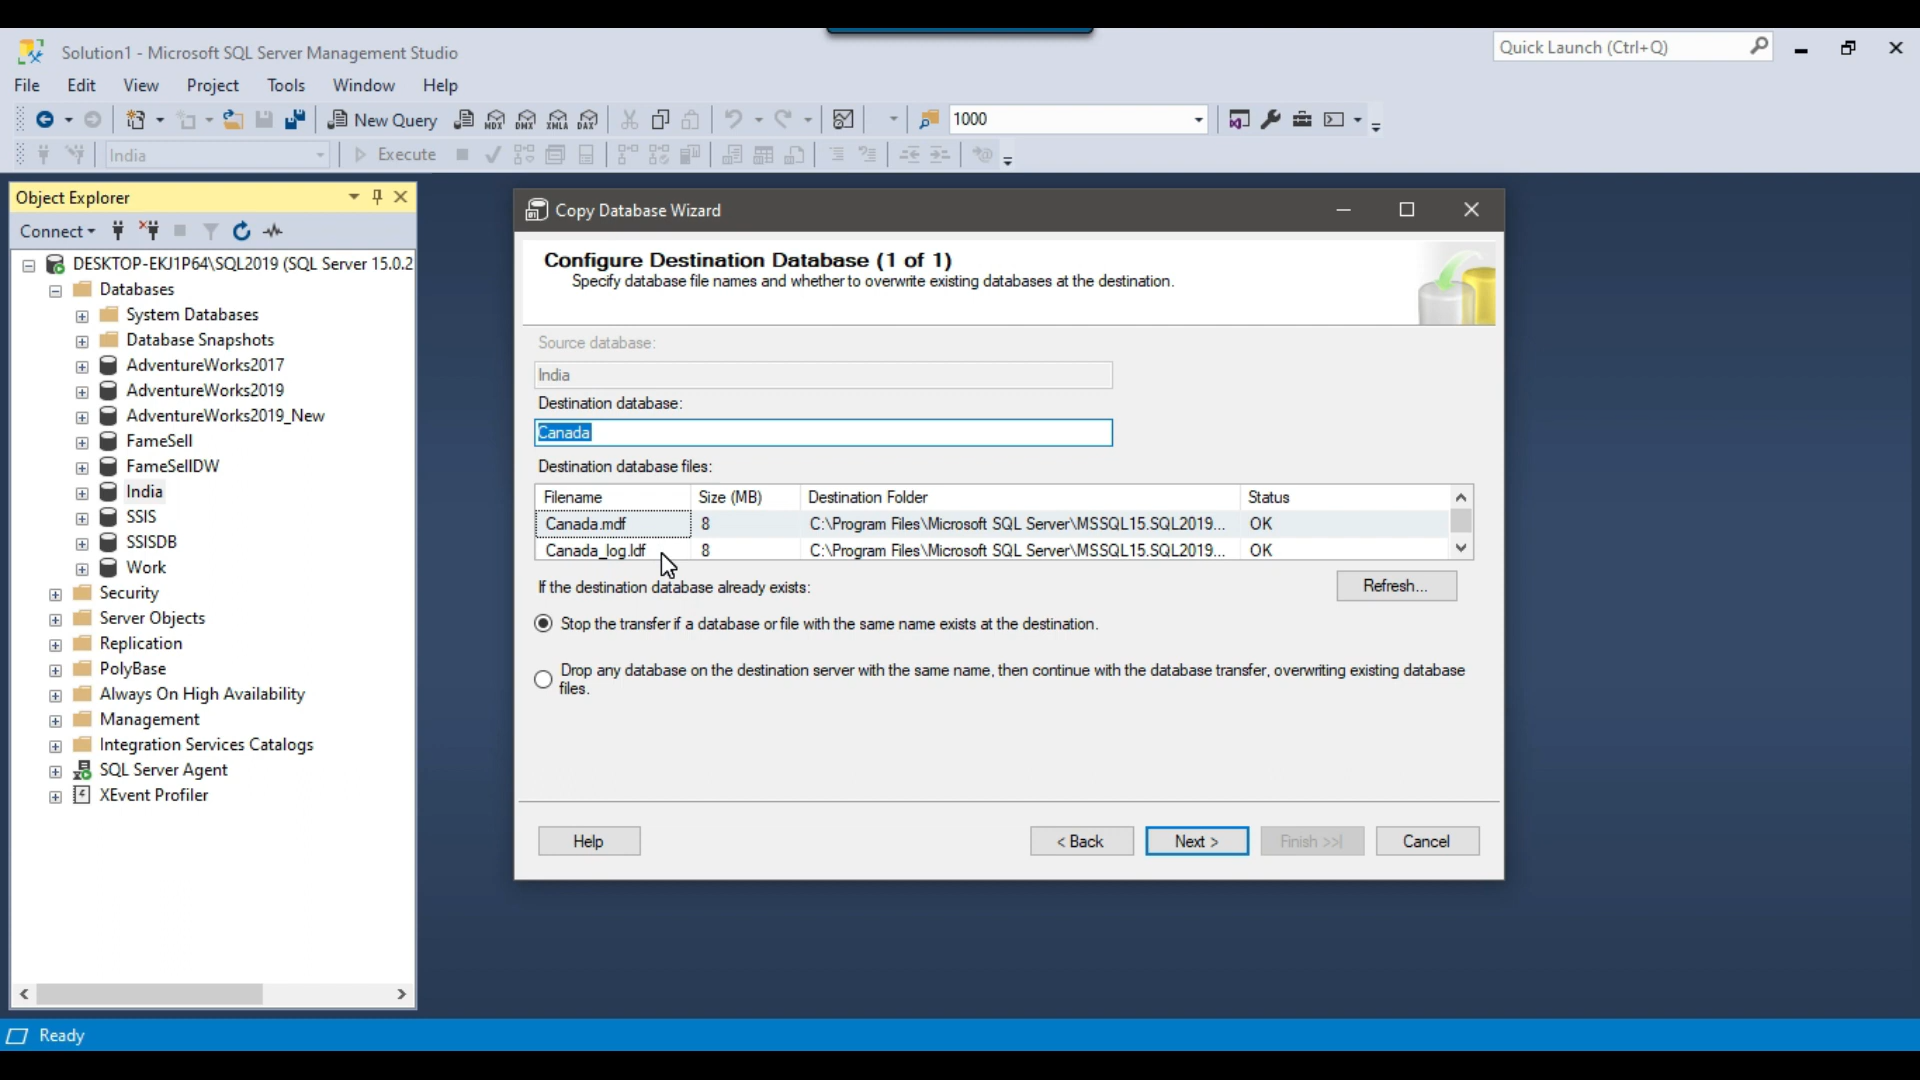 Solution1 - Microsoft SQL Server Management Studio
Quick Launch (Ctrl+Q)
File Edit View Project Tools Window Help
New Query MDX DMX XMLA DAX 1000
India Execute
Object Explorer
Connect
DESKTOP-EKJ1P64\SQL2019 (SQL Server 15.0.2
Databases
System Databases
Database Snapshots
AdventureWorks2017
AdventureWorks2019
AdventureWorks2019_New
FameSell
FameSellDW
India
SSIS
SSISDB
Work
Security
Server Objects
Replication
PolyBase
Always On High Availability
Management
Integration Services Catalogs
SQL Server Agent
XEvent Profiler
Copy Database Wizard
Configure Destination Database (1 of 1)
Specify database file names and whether to overwrite existing databases at the destination.
Source database:
India
Destination database:
Canada
Destination database files:
Filename Size (MB) Destination Folder Status
Canada.mdf 8 C:\Program Files\Microsoft SQL Server\MSSQL15.SQL2019... OK
Canada_log.ldf 8 C:\Program Files\Microsoft SQL Server\MSSQL15.SQL2019... OK
If the destination database already exists:
Refresh...
Stop the transfer if a database or file with the same name exists at the destination.
Drop any database on the destination server with the same name, then continue with the database transfer, overwriting existing database
files.
Help < Back Next > Finish >>| Cancel
Ready